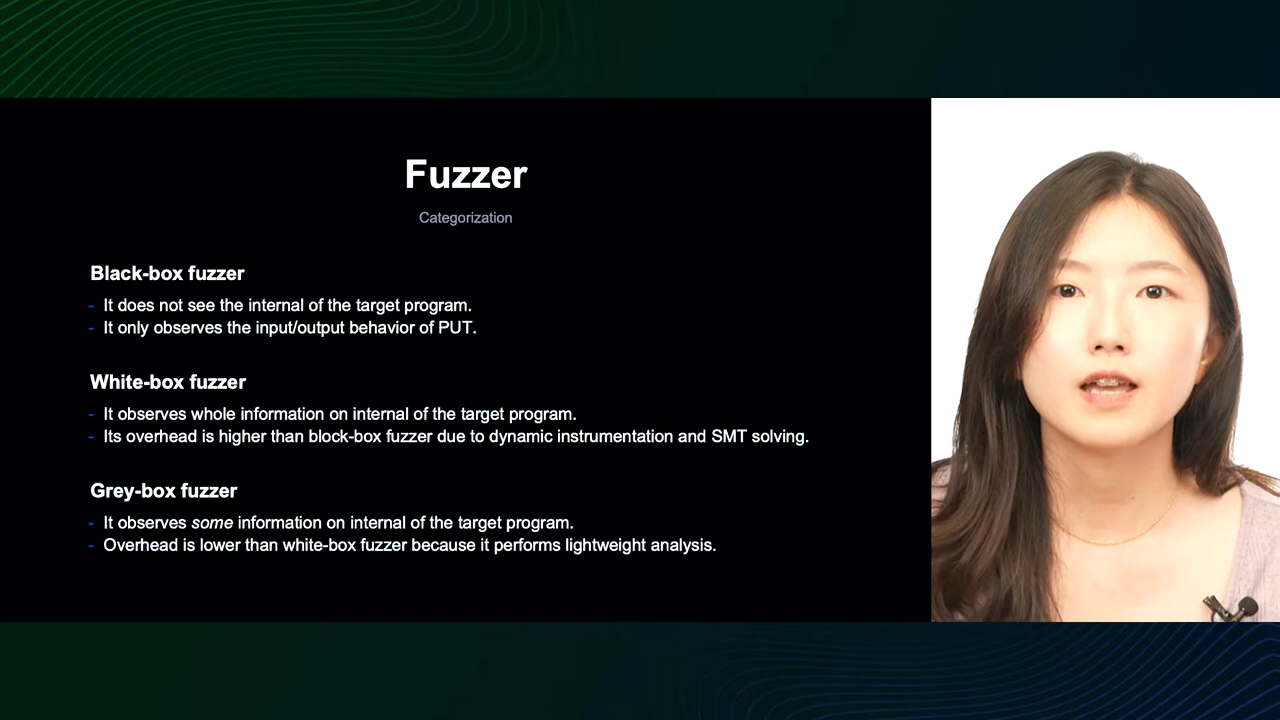 Fuzzer
Categorization
Black-box fuzzer
- It does not see the internal of the target program.
- It only observes the input/output behavior of PUT.
White-box fuzzer
- It observes whole information on internal of the target program.
- Its overhead is higher than block-box fuzzer due to dynamic instrumentation and SMT solving.
Grey-box fuzzer
- It observes some information on internal of the target program.
- Overhead is lower than white-box fuzzer because it performs lightweight analysis.